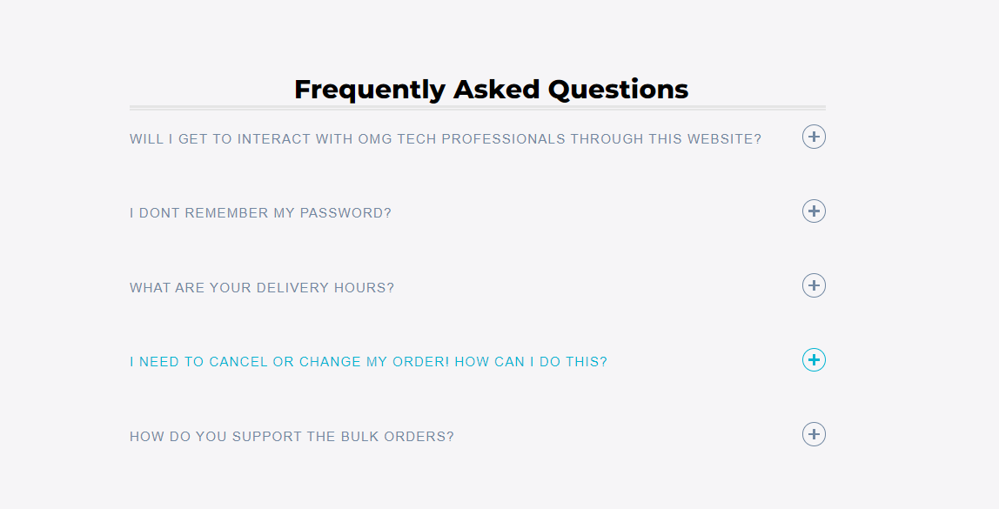 Frequently Asked Questions
WILL I GET TO INTERACT WITH OMG TECH PROFESSIONALS THROUGH THIS WEBSITE?
I DONT REMEMBER MY PASSWORD?
WHAT ARE YOUR DELIVERY HOURS?
I NEED TO CANCEL OR CHANGE MY ORDER! HOW CAN I DO THIS?
HOW DO YOU SUPPORT THE BULK ORDERS?